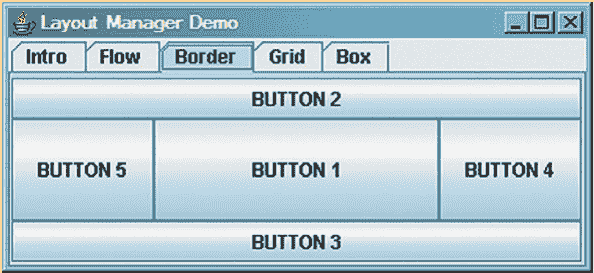 Layout Manager Demo
Intro Flow Border Grid Box
BUTTON 2
BUTTON 5 BUTTON 1 BUTTON 4
BUTTON 3